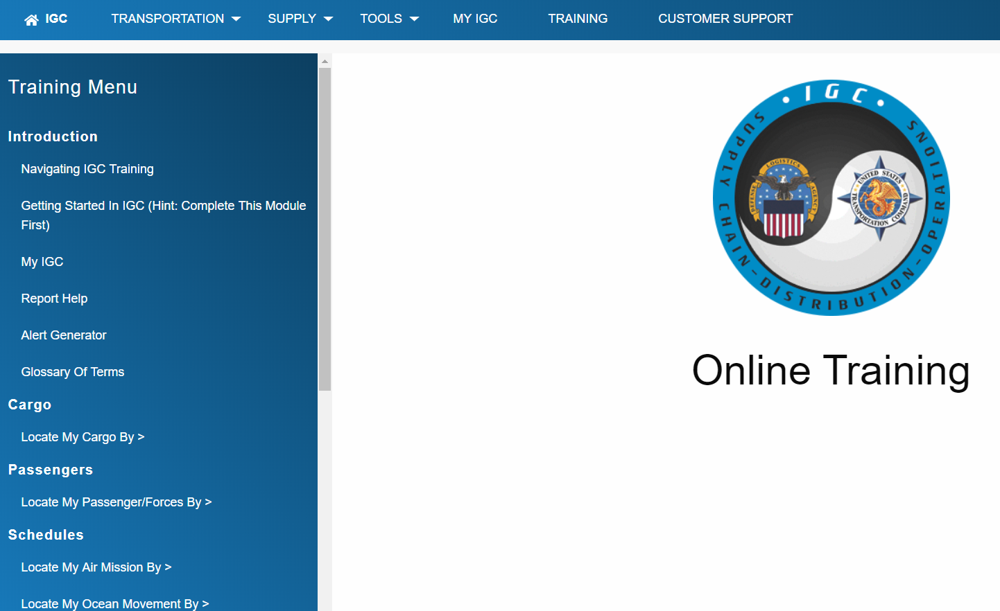 IGC
TRANSPORTATION
SUPPLY
TOOLS
MY IGC
TRAINING
CUSTOMER SUPPORT
Training Menu
Introduction
Navigating IGC Training
Getting Started In IGC (Hint: Complete This Module
First)
My IGC
Report Help
Alert Generator
Glossary Of Terms
Cargo
Locate My Cargo By >
Passengers
Locate My Passenger/Forces By >
Schedules
Locate My Air Mission By >
Locate My Ocean Movement By >
• IGC •
SUPPLY CHAIN-DISTRIBUTION-OPERATIONS
DEFENSE LOGISTICS AGENCY
UNITED STATES
TRANSPORTATION COMMAND
Online Training